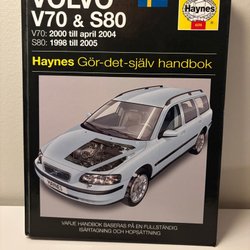 VOLVO
V70 & S80
V70: 2000 till april 2004
S80: 1998 till 2005
Haynes
Haynes Gör-det-själv handbok
VARJE HANDBOK BASERAS PÅ EN FULLSTÄNDIG
ISÄRTAGNING OCH HOPSÄTTNING